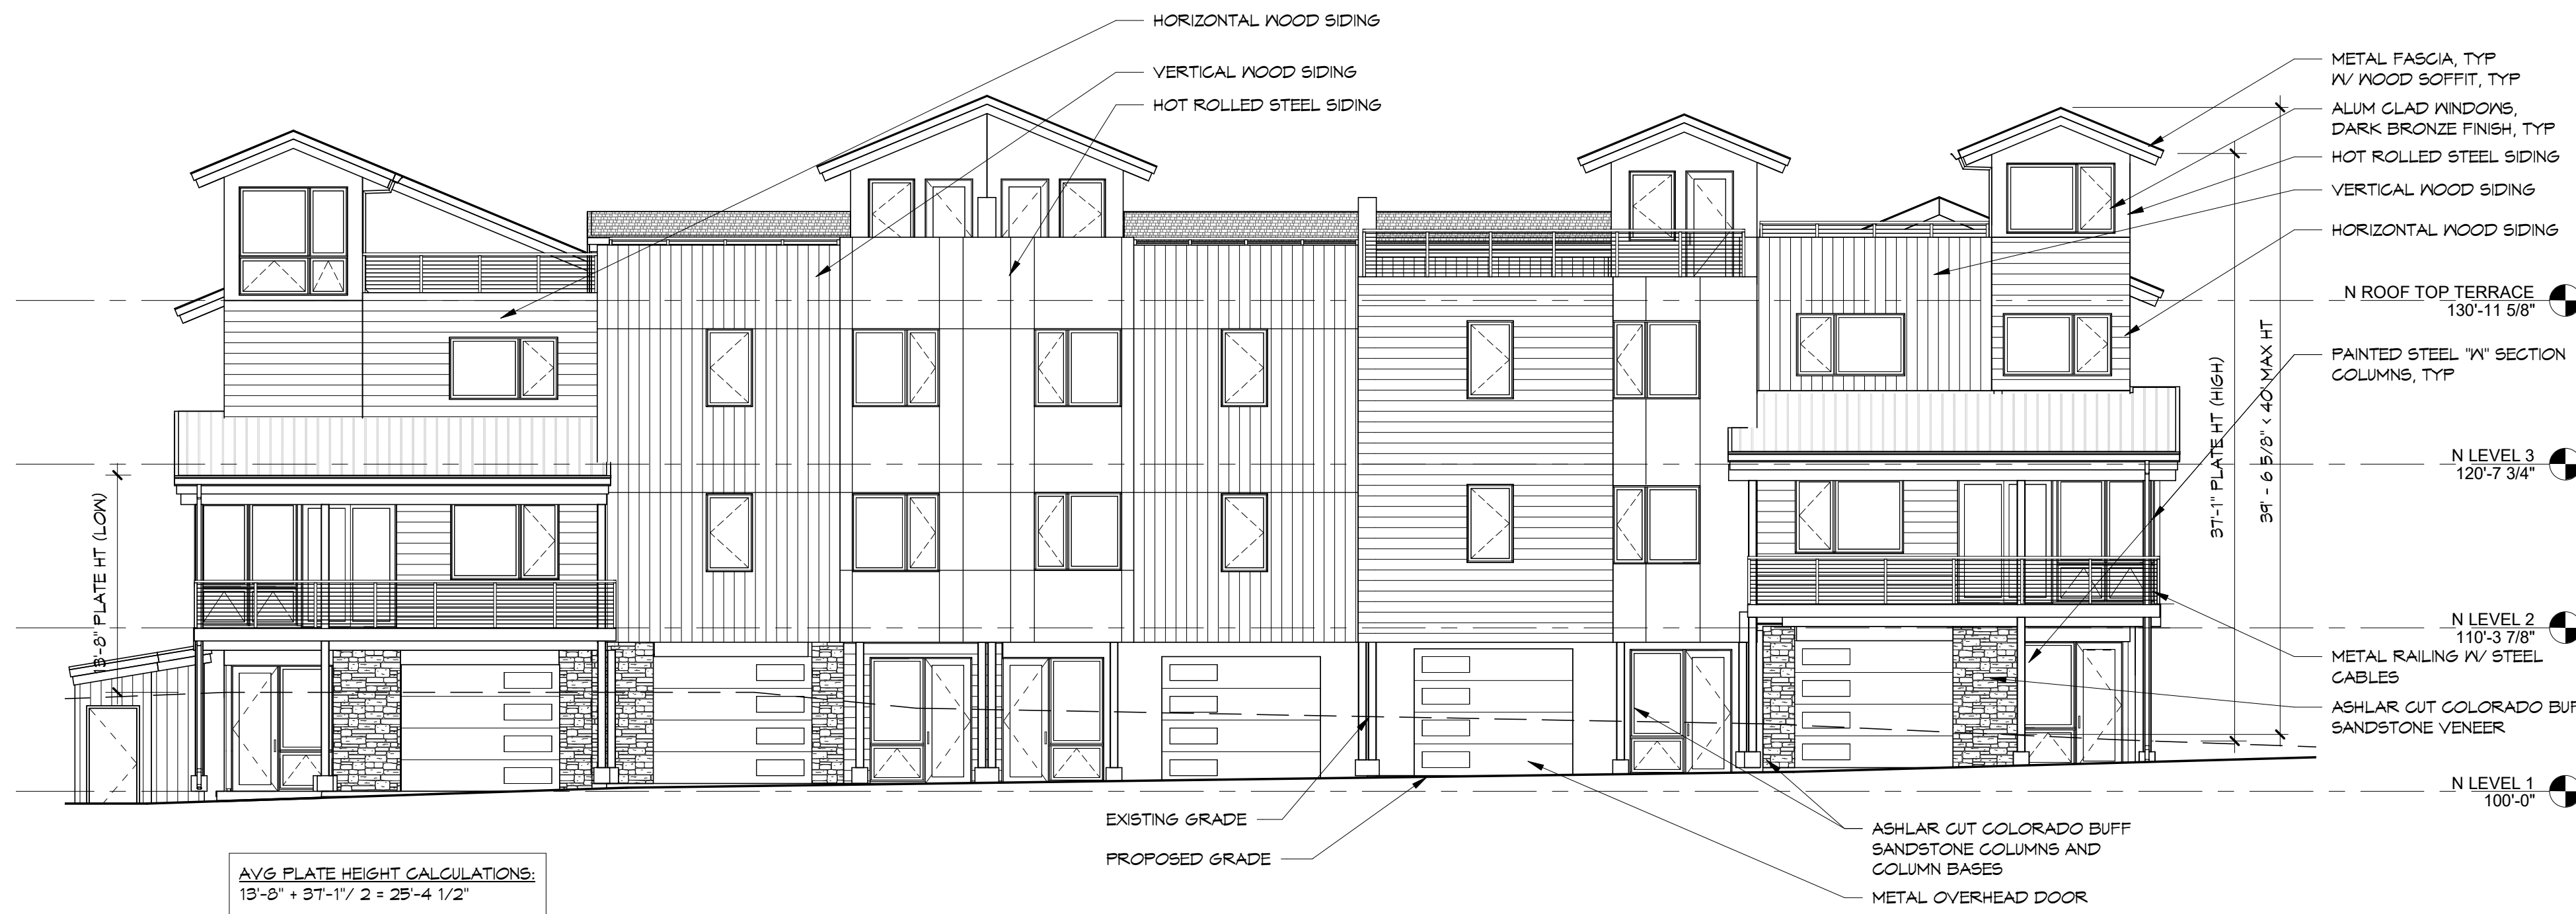 HORIZONTAL WOOD SIDING
VERTICAL WOOD SIDING
HOT ROLLED STEEL SIDING
METAL FASCIA, TYP
W/ WOOD SOFFIT, TYP
ALUM CLAD WINDOWS,
DARK BRONZE FINISH, TYP
HOT ROLLED STEEL SIDING
VERTICAL WOOD SIDING
HORIZONTAL WOOD SIDING
N ROOF TOP TERRACE
130'-11 5/8"
PAINTED STEEL "W" SECTION
COLUMNS, TYP
37'-1" PLATE HT (HIGH)
39' - 6 5/8" < 40' MAX HT
N LEVEL 3
120'-7 3/4"
13'-8" PLATE HT (LOW)
N LEVEL 2
110'-3 7/8"
METAL RAILING W/ STEEL
CABLES
ASHLAR CUT COLORADO BUF
SANDSTONE VENEER
N LEVEL 1
100'-0"
EXISTING GRADE
PROPOSED GRADE
ASHLAR CUT COLORADO BUFF
SANDSTONE COLUMNS AND
COLUMN BASES
METAL OVERHEAD DOOR
AVG PLATE HEIGHT CALCULATIONS:
13'-8" + 37'-1"/ 2 = 25'-4 1/2"